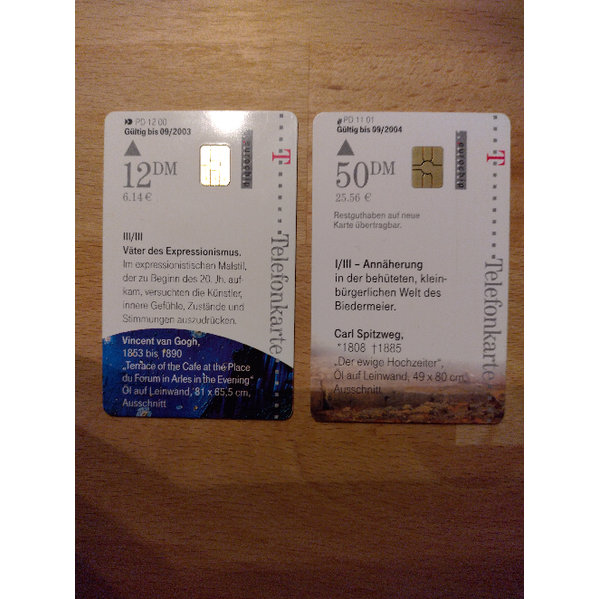 PD 12 00
Gültig bis 09/2003
12 DM
6.14 €
T
Telefonkarte
III/III
Väter des Expressionismus.
Im expressionistischen Malstil,
der zu Beginn des 20. Jh. auf-
kam, versuchten die Künstler,
innere Gefühle, Zustände und
Stimmungen auszudrücken.
Vincent van Gogh,
1853 bis †890
„Terrace of the Cafe at the Place
du Forum in Arles in the Evening"
Öl auf Leinwand, 81 x 65,5 cm,
Ausschnitt
PD 11 01
Gültig bis 09/2004
50 DM
25.56 €
Restguthaben auf neue
Karte übertragbar.
T
Telefonkarte
I/III – Annäherung
in der behüteten, klein-
bürgerlichen Welt des
Biedermeier.
Carl Spitzweg,
*1808 †1885
„Der ewige Hochzeiter",
Öl auf Leinwand, 49 x 80 cm,
Ausschnitt